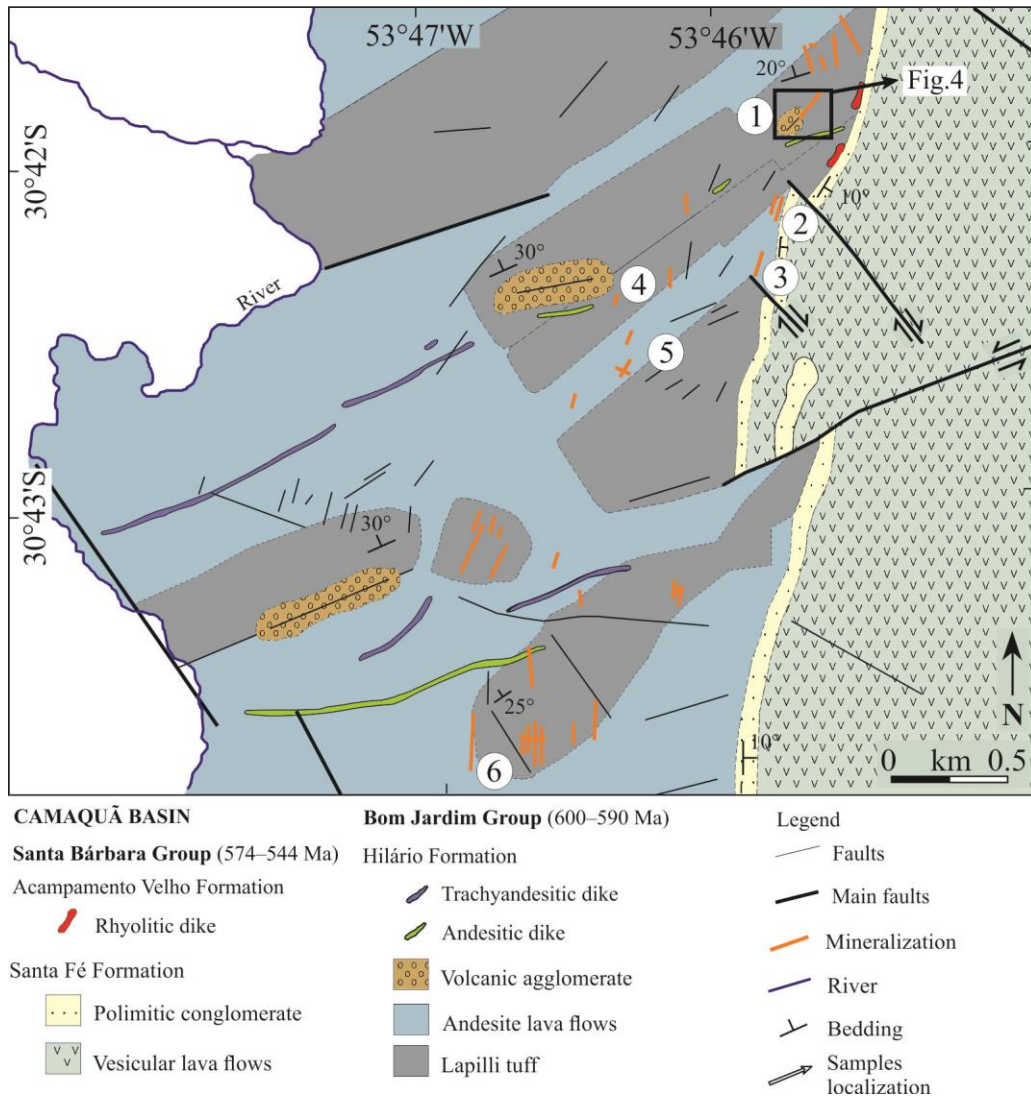 53°47'W
53°46'W
20°
Fig.4
1
30°42'S
10°
2
30°
3
4
River
5
30°43'S
30°
25°
N
10°
0 km 0.5
6
CAMAQUÃ BASIN
Santa Bárbara Group (574–544 Ma)
Acampamento Velho Formation
Rhyolitic dike
Santa Fé Formation
Polimitic conglomerate
Vesicular lava flows
Bom Jardim Group (600–590 Ma)
Hilário Formation
Trachyandesitic dike
Andesitic dike
Volcanic agglomerate
Andesite lava flows
Lapilli tuff
Legend
Faults
Main faults
Mineralization
River
Bedding
Samples
localization